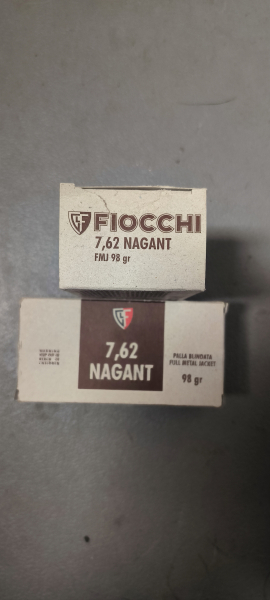 FIOCCHI
7,62 NAGANT
FMJ 98 gr
7,62
NAGANT
PALLA BLINDATA
FULL METAL JACKET
98 gr